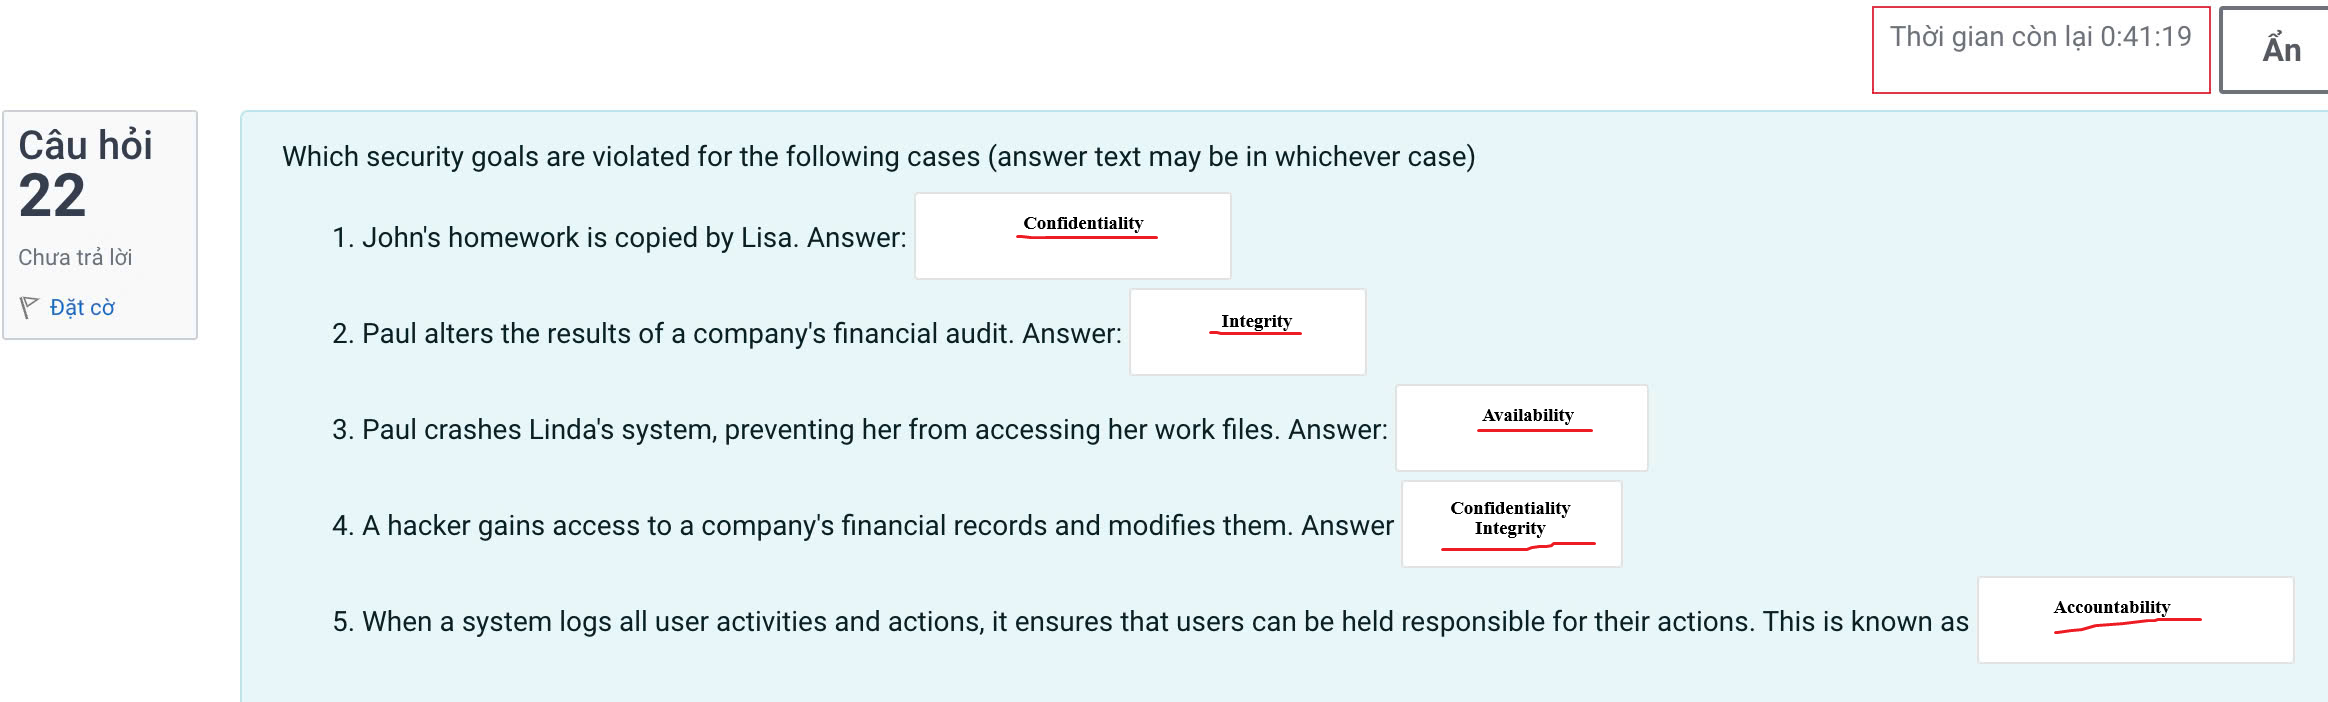 Thời gian còn lại 0:41:19
Ẩn
Câu hỏi
22
Chưa trả lời
Đặt cờ
Which security goals are violated for the following cases (answer text may be in whichever case)
1. John's homework is copied by Lisa. Answer: Confidentiality
2. Paul alters the results of a company's financial audit. Answer: Integrity
3. Paul crashes Linda's system, preventing her from accessing her work files. Answer: Availability
4. A hacker gains access to a company's financial records and modifies them. Answer Confidentiality
Integrity
5. When a system logs all user activities and actions, it ensures that users can be held responsible for their actions. This is known as Accountability